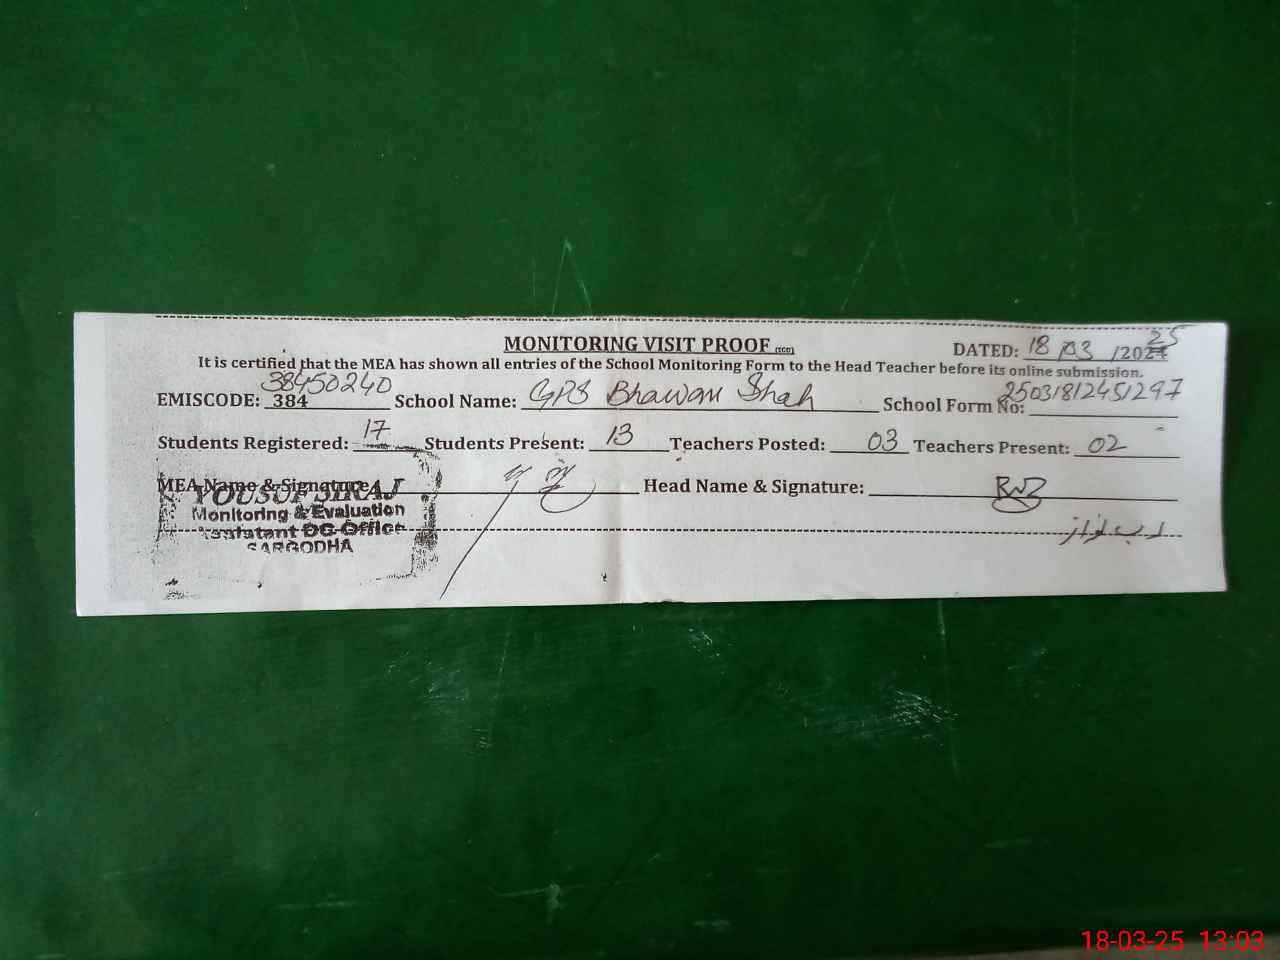 MONITORING VISIT PROOF
DATED: 18/03/2025
It is certified that the MEA has shown all entries of the School Monitoring Form to the Head Teacher before its online submission.
EMISCODE: 384 38450240 School Name: GPS Bhawan Shah School Form No: 25031812451297
Students Registered: 17 Students Present: 13 Teachers Posted: 03 Teachers Present: 02
MEA Name & Signature Head Name & Signature:
YOUSUF SIRAJ
Monitoring & Evaluation
Assistant DC Office
SARGODHA
18-03-25 13:03